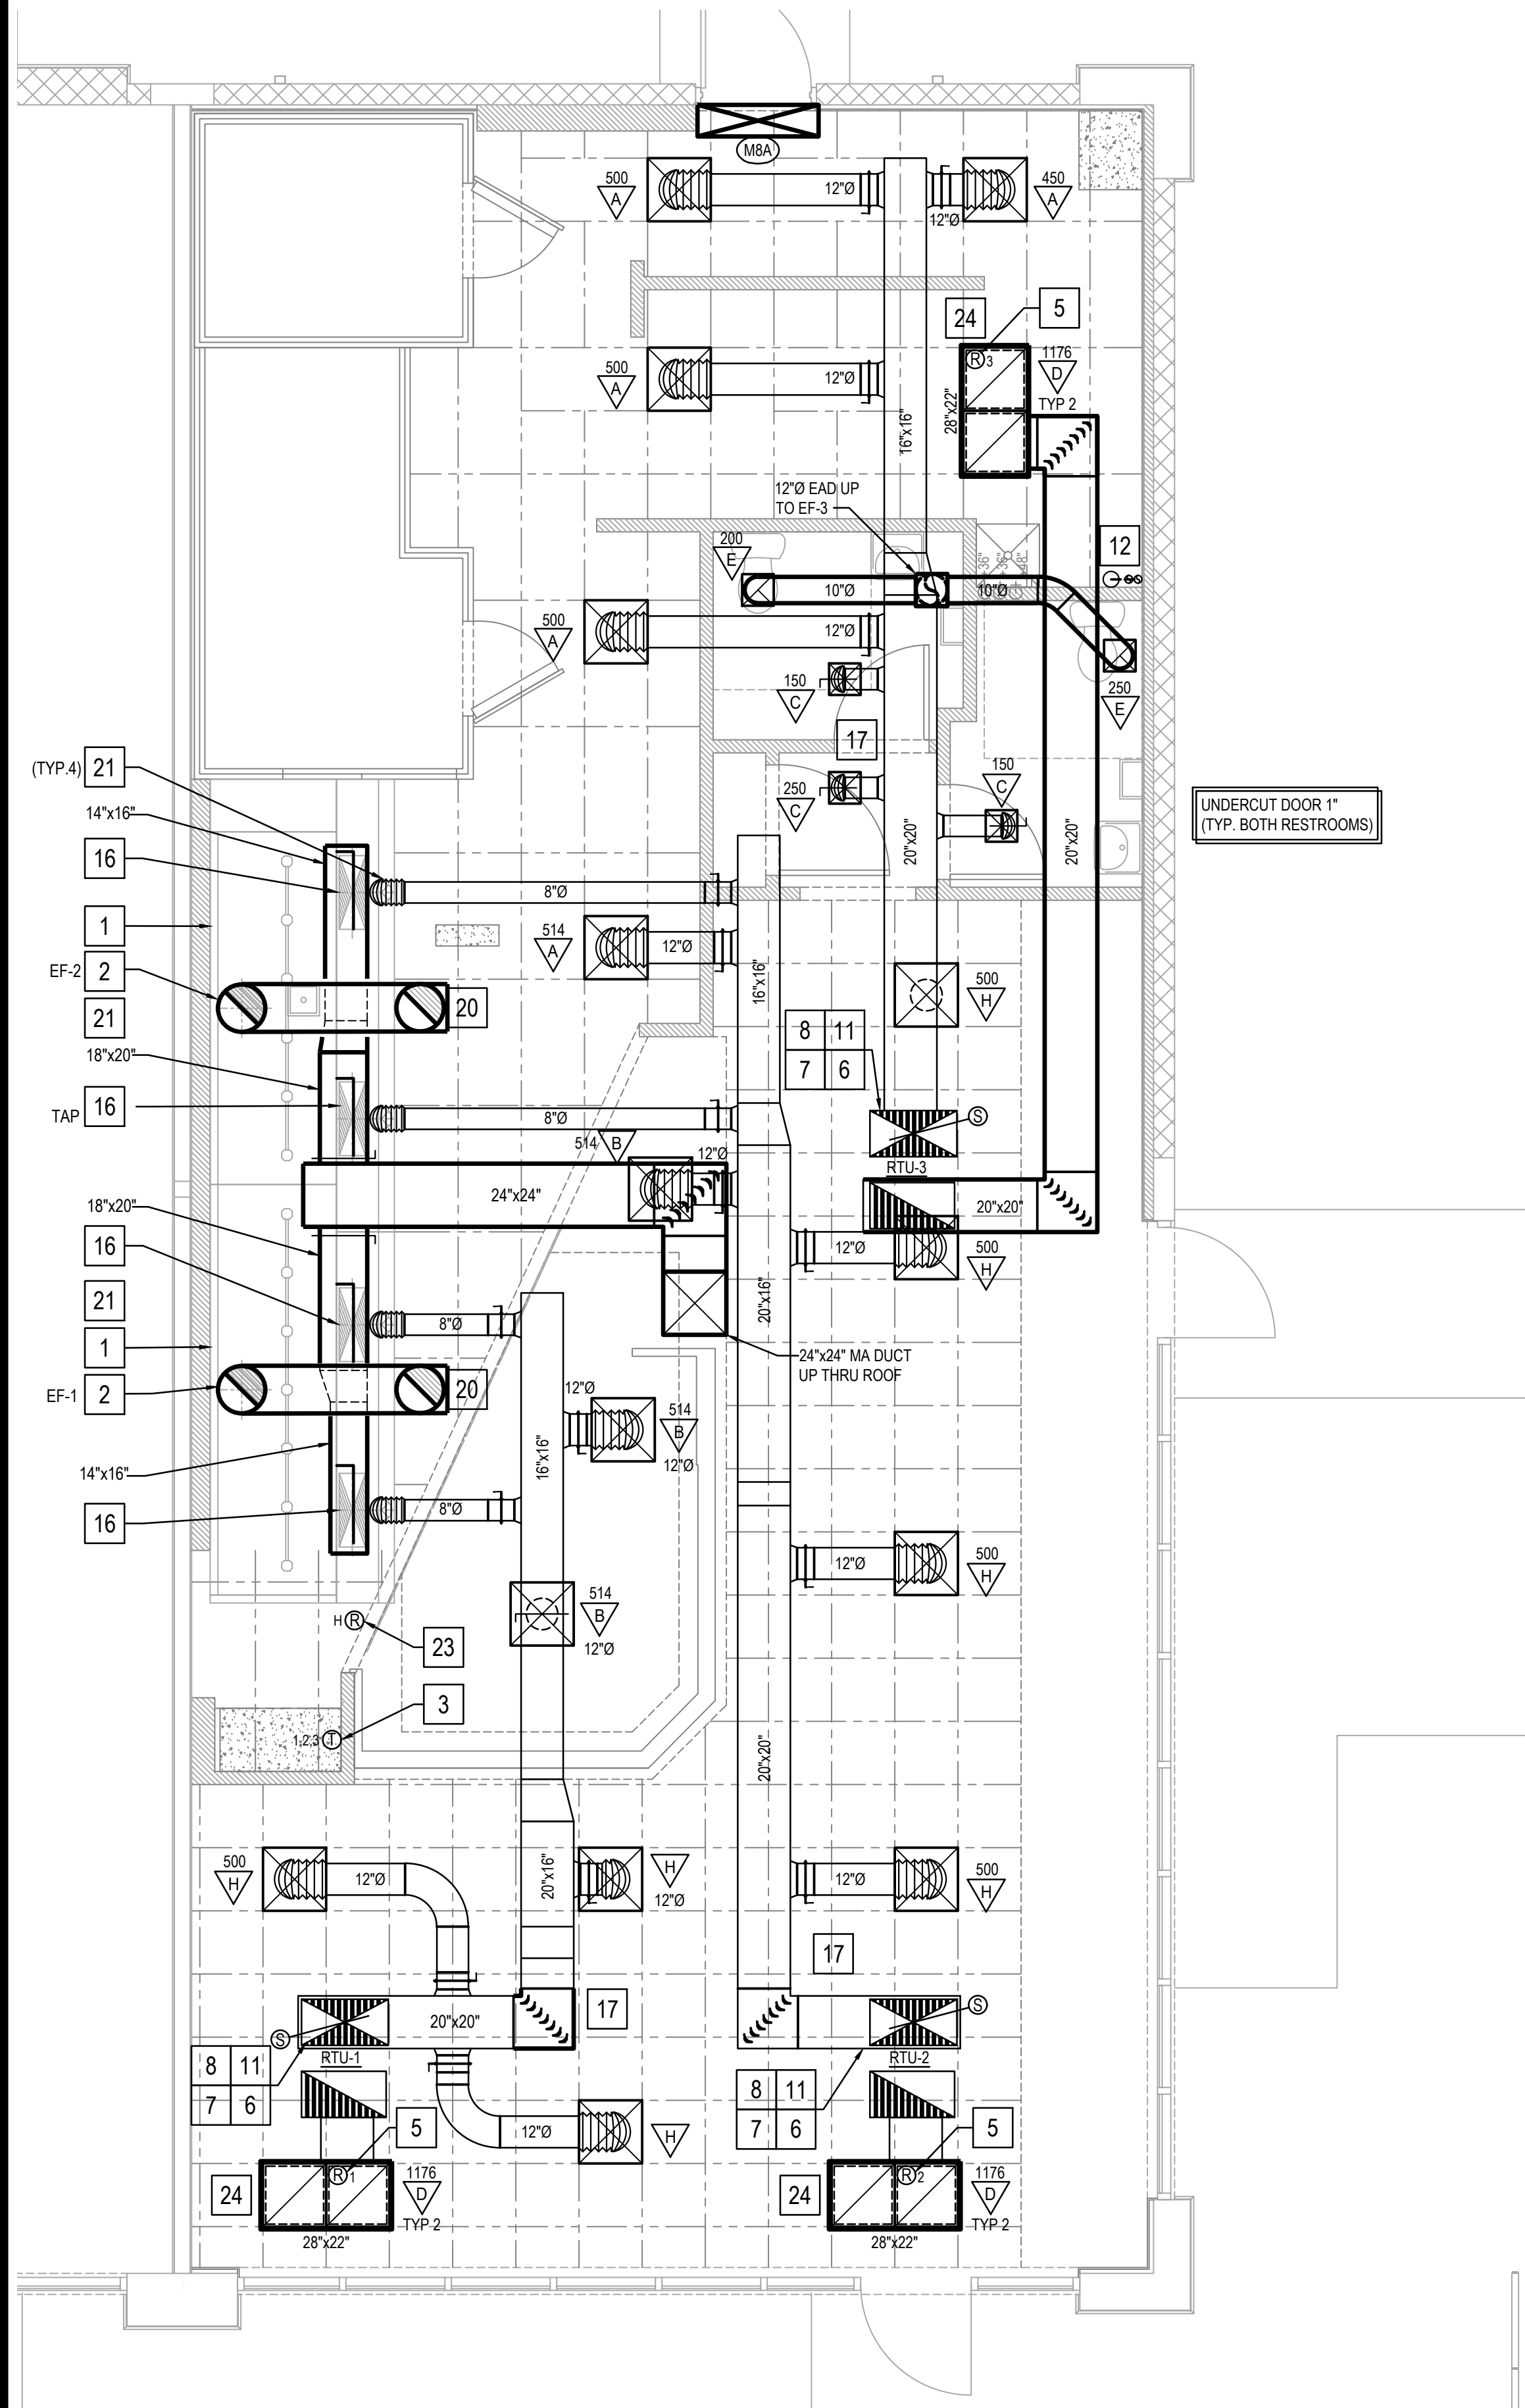 M8A
500
A
12"Ø
12"Ø
450
A
24
5
500
A
12"Ø
16"x16"
28"x22"
R 3
1176
D
TYP 2
12"Ø EAD UP
TO EF-3
200
E
10"Ø
10"Ø
+36"
+36"
+48"
12
500
A
12"Ø
150
C
250
E
17
250
C
150
C
20"x20"
20"x20"
UNDERCUT DOOR 1"
(TYP. BOTH RESTROOMS)
(TYP.4)
21
14"x16"
16
8"Ø
1
514
A
12"Ø
16"x16"
EF-2
2
20
500
H
21
18"x20"
8
11
7
6
TAP
16
8"Ø
514
B
12"Ø
S
RTU-3
24"x24"
18"x20"
20"x20"
16
12"Ø
500
H
21
8"Ø
20"x16"
1
24"x24" MA DUCT
UP THRU ROOF
EF-1
2
20
12"Ø
514
B
12"Ø
16"x16"
14"x16"
16
8"Ø
12"Ø
500
H
514
B
12"Ø
H R
23
3
1,2,3 T
20"x20"
500
H
12"Ø
20"x16"
H
12"Ø
12"Ø
500
H
17
17
S
20"x20"
S
RTU-1
RTU-2
8
11
7
6
8
11
7
6
5
12"Ø
H
5
24
R 1
1176
D
TYP 2
28"x22"
24
R 2
1176
D
TYP 2
28"x22"